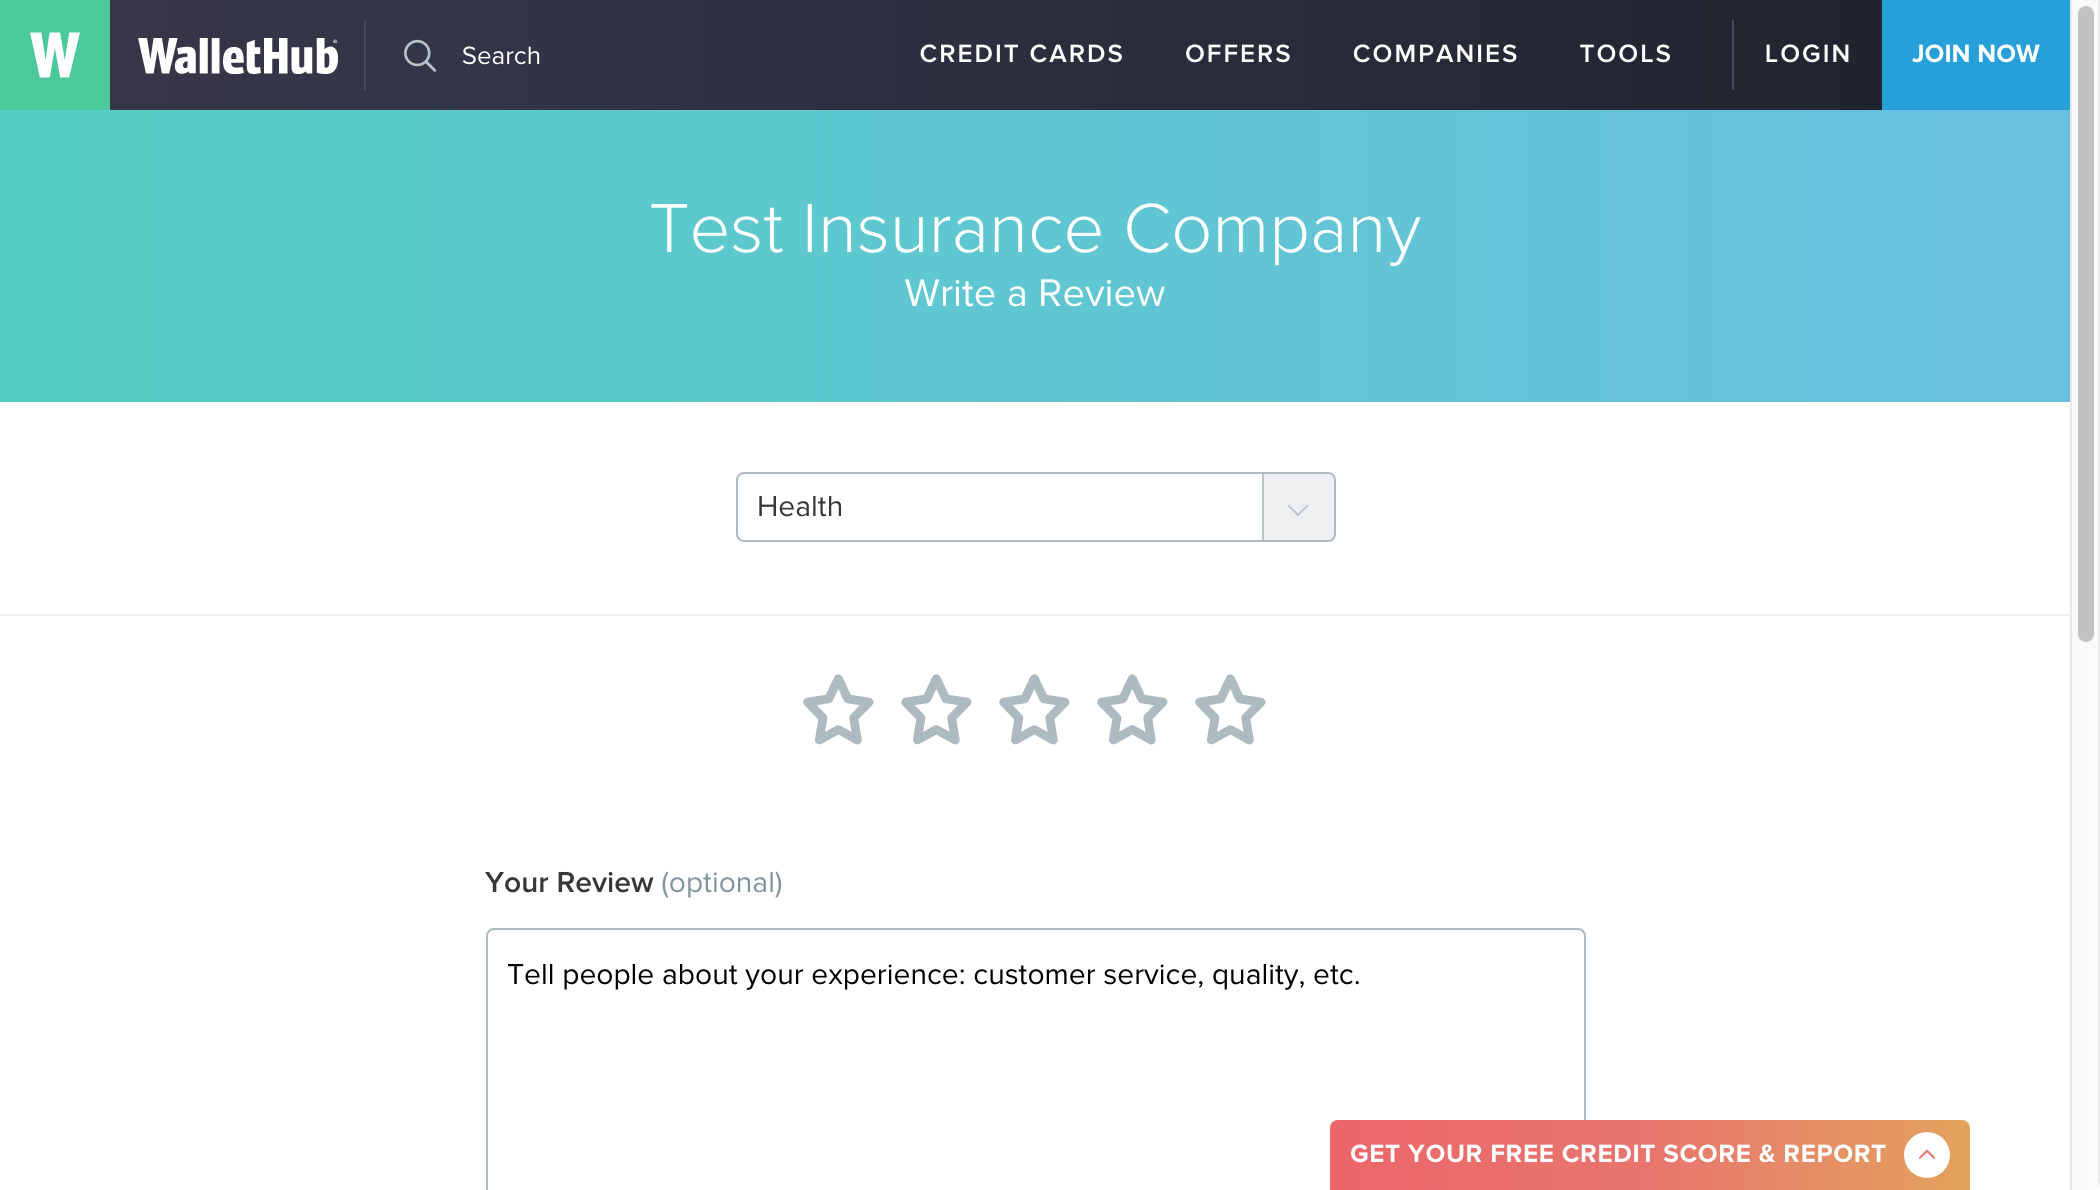 W WalletHub Search CREDIT CARDS OFFERS COMPANIES TOOLS LOGIN JOIN NOW
Test Insurance Company
Write a Review
Health
Your Review (optional)
Tell people about your experience: customer service, quality, etc.
GET YOUR FREE CREDIT SCORE & REPORT